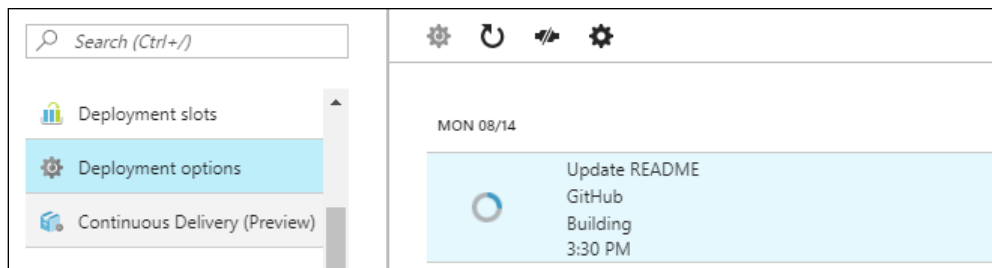 Search (Ctrl+/)
Deployment slots
Deployment options
Continuous Delivery (Preview)
MON 08/14
Update README
GitHub
Building
3:30 PM